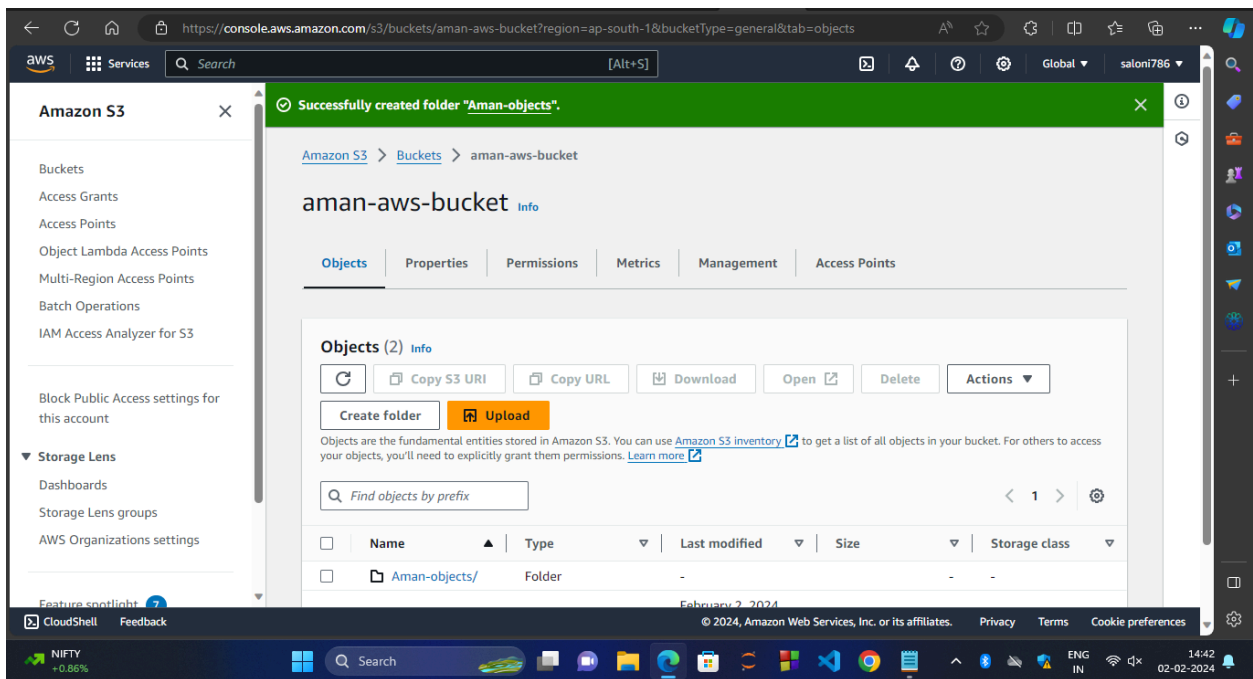 https://console.aws.amazon.com/s3/buckets/aman-aws-bucket?region=ap-south-1&bucketType=general&tab=objects
aws Services Search [Alt+S] Global ▼ saloni786 ▼
Amazon S3
Buckets
Access Grants
Access Points
Object Lambda Access Points
Multi-Region Access Points
Batch Operations
IAM Access Analyzer for S3
Block Public Access settings for
this account
▼ Storage Lens
Dashboards
Storage Lens groups
AWS Organizations settings
Feature spotlight 7
Successfully created folder "Aman-objects".
Amazon S3 > Buckets > aman-aws-bucket
aman-aws-bucket Info
Objects Properties Permissions Metrics Management Access Points
Objects (2) Info
Copy S3 URI Copy URL Download Open Delete Actions ▼
Create folder Upload
Objects are the fundamental entities stored in Amazon S3. You can use Amazon S3 inventory to get a list of all objects in your bucket. For others to access
your objects, you'll need to explicitly grant them permissions. Learn more
Find objects by prefix < 1 >
Name Type Last modified Size Storage class
Aman-objects/ Folder - - -
February 2, 2024
CloudShell Feedback © 2024, Amazon Web Services, Inc. or its affiliates. Privacy Terms Cookie preferences
NIFTY
+0.86%
Search
ENG
IN
14:42
02-02-2024